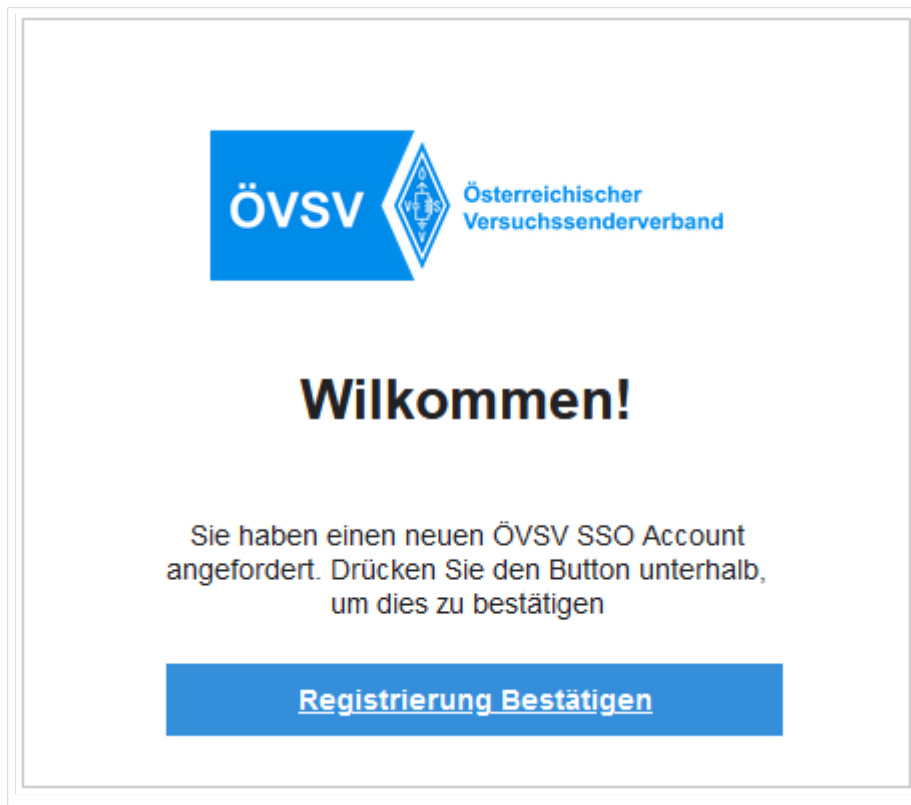 ÖVSV
Österreichischer
Versuchssenderverband
Wilkommen!
Sie haben einen neuen ÖVSV SSO Account
angefordert. Drücken Sie den Button unterhalb,
um dies zu bestätigen
Registrierung Bestätigen